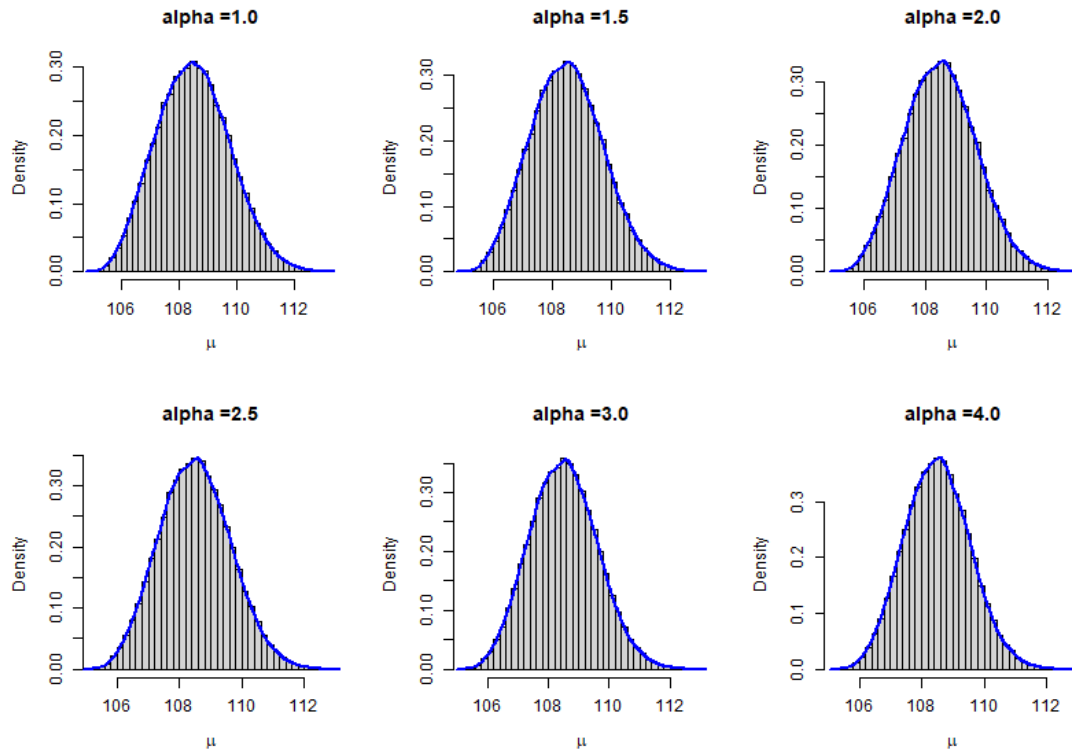 alpha =1.0
Density
0.00 0.10 0.20 0.30
106 108 110 112
μ
alpha =1.5
Density
0.00 0.10 0.20 0.30
106 108 110 112
μ
alpha =2.0
Density
0.00 0.10 0.20 0.30
106 108 110 112
μ
alpha =2.5
Density
0.00 0.10 0.20 0.30
106 108 110 112
μ
alpha =3.0
Density
0.00 0.10 0.20 0.30
106 108 110 112
μ
alpha =4.0
Density
0.0 0.1 0.2 0.3
106 108 110 112
μ